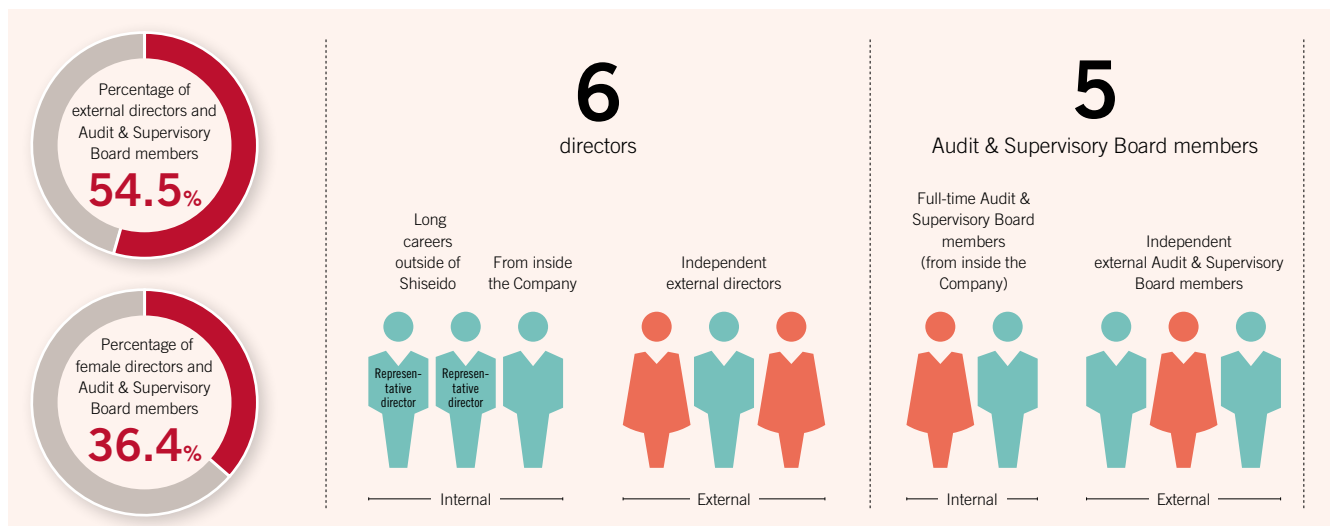 Percentage of
external directors and
Audit & Supervisory
Board members
54.5%
Percentage of
female directors and
Audit & Supervisory
Board members
36.4%
6
directors
Long
careers
outside of
Shiseido
From inside
the Company
Independent
external directors
Represen-
tative
director
Represen-
tative
director
Internal
External
5
Audit & Supervisory Board members
Full-time Audit &
Supervisory Board
members
(from inside the
Company)
Independent
external Audit & Supervisory
Board members
Internal
External